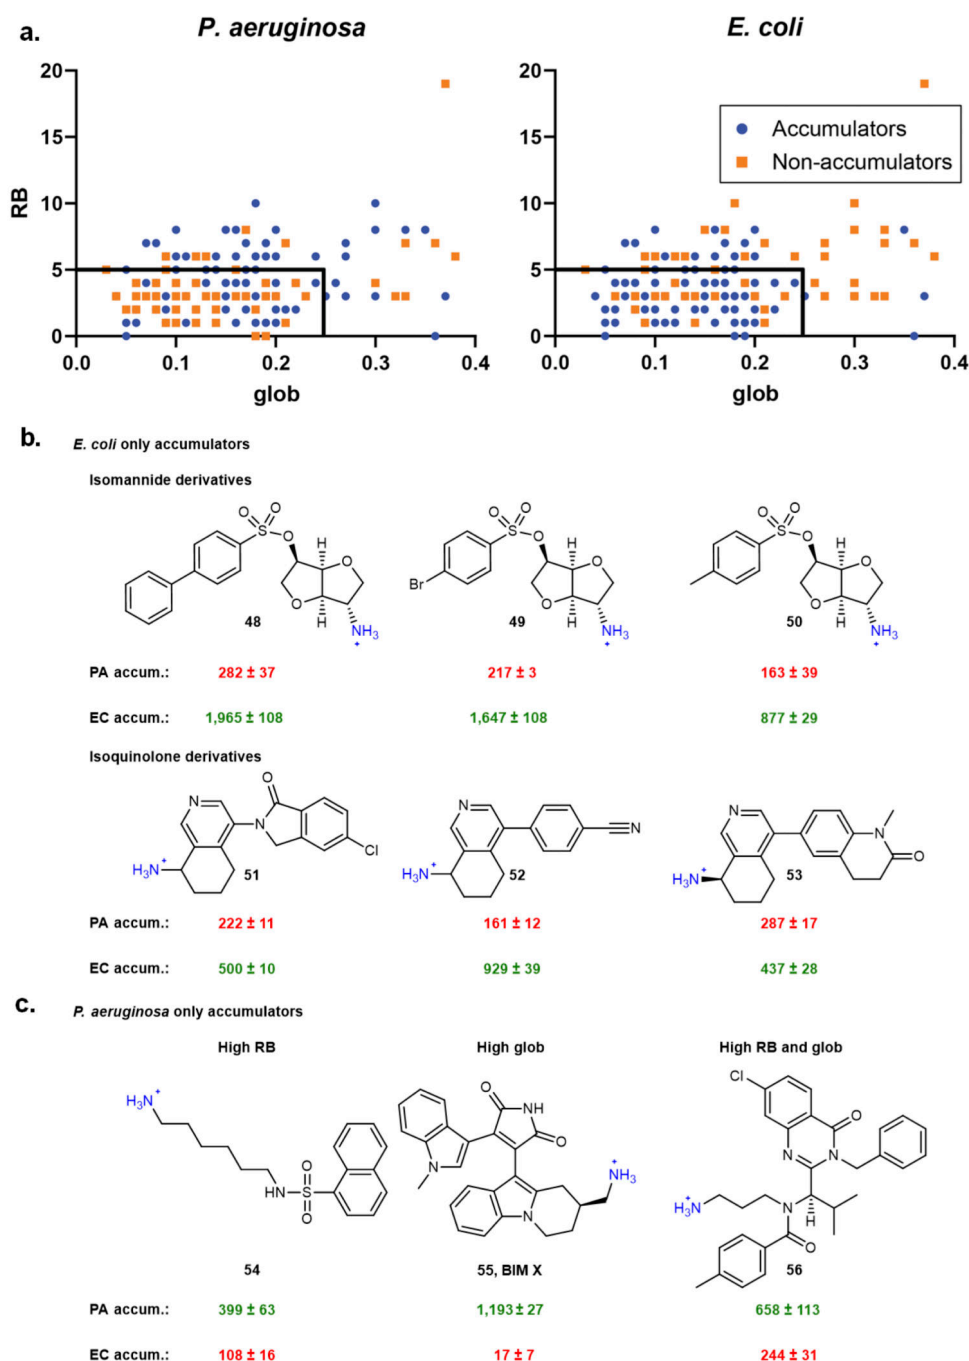 a.
P. aeruginosa
E. coli
20
15
10
5
0
RB
0.0 0.1 0.2 0.3 0.4
glob
20
15
10
5
0
0.0 0.1 0.2 0.3 0.4
glob
Accumulators
Non-accumulators
b.
E. coli only accumulators
Isomannide derivatives
O O S O H O O H NH3 +
48
Br O O S O H O O H NH3 +
49
O O S O H O O H NH3 +
50
PA accum.: 282 ± 37 217 ± 3 163 ± 39
EC accum.: 1,965 ± 108 1,647 ± 108 877 ± 29
Isoquinolone derivatives
N O N Cl H3N +
51
N N H3N +
52
N N O H3N +
53
PA accum.: 222 ± 11 161 ± 12 287 ± 17
EC accum.: 500 ± 10 929 ± 39 437 ± 28
c.
P. aeruginosa only accumulators
High RB High glob High RB and glob
H3N + HN S O O
O NH O N N NH3 +
Cl O N N H3N + N H O
54 55, BIM X 56
PA accum.: 399 ± 63 1,193 ± 27 658 ± 113
EC accum.: 108 ± 16 17 ± 7 244 ± 31